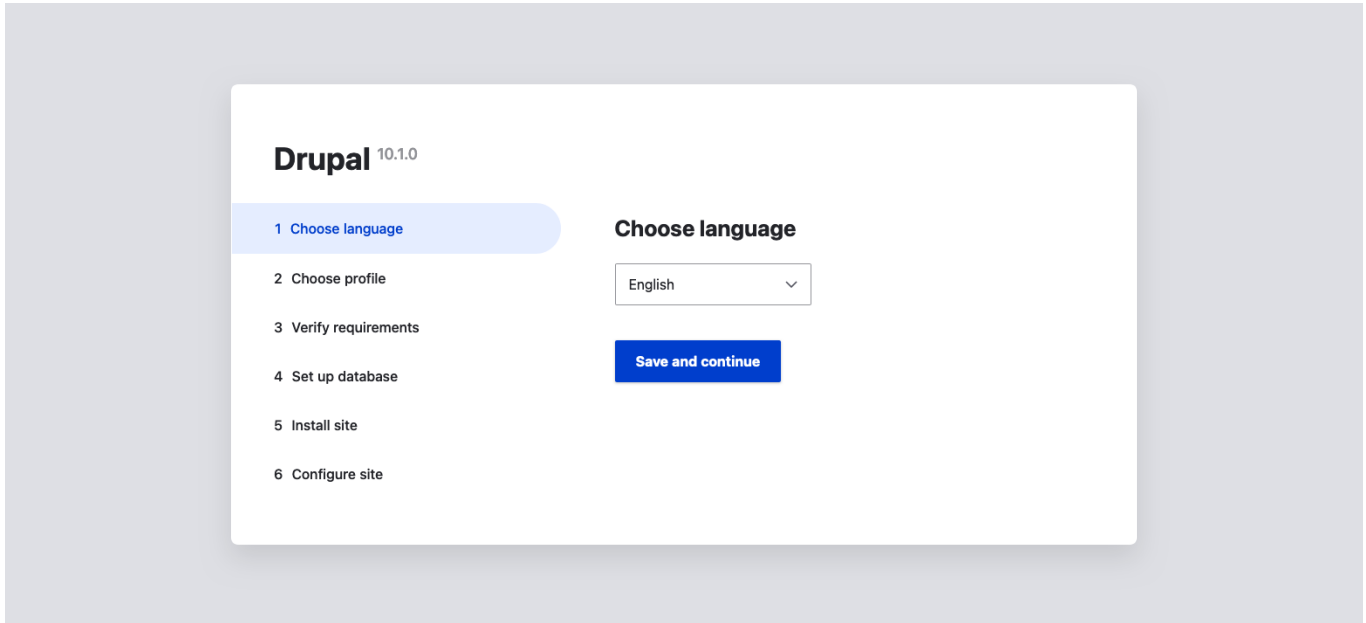 Drupal 10.1.0
1 Choose language
2 Choose profile
3 Verify requirements
4 Set up database
5 Install site
6 Configure site
Choose language
English
Save and continue